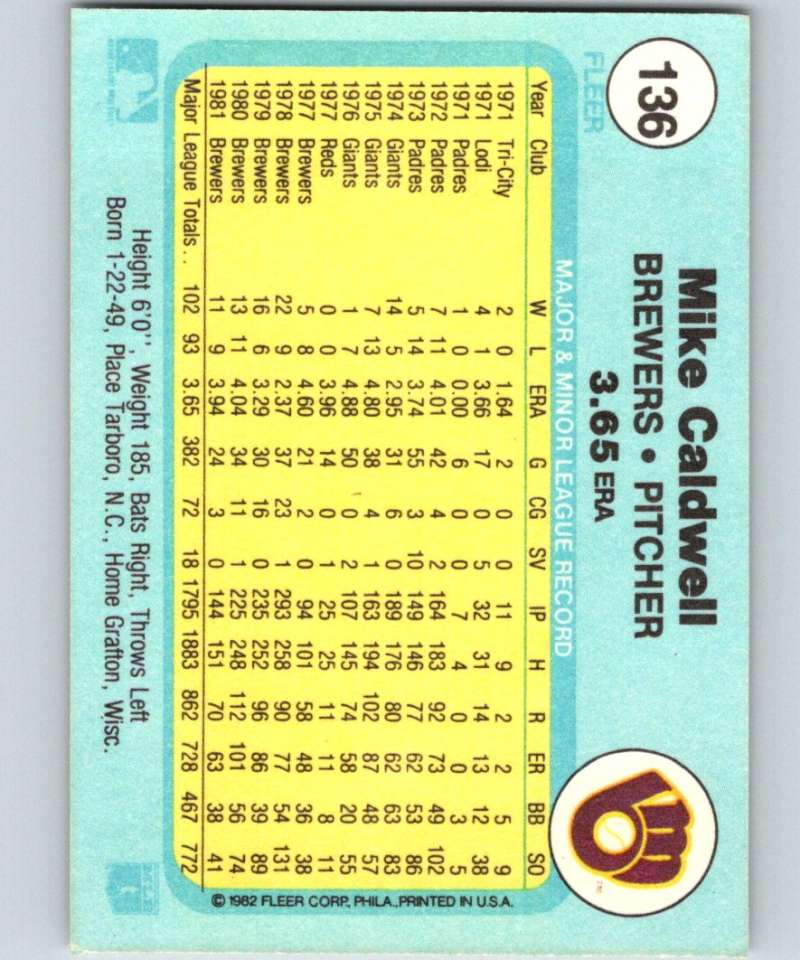 136
FLEER
Mike Caldwell
BREWERS • PITCHER
3.65 ERA
MAJOR & MINOR LEAGUE RECORD
Year Club W L ERA G CG SV IP H R ER BB SO
1971 Tri-City 2 0 1.64 2 0 0 11 9 2 2 5 9
1971 Lodi 4 1 3.66 17 0 5 32 31 14 13 12 38
1971 Padres 1 0 0.00 6 0 0 7 4 0 0 3 5
1972 Padres 7 11 4.01 42 4 2 164 183 92 73 49 102
1973 Padres 5 14 3.74 55 3 10 149 146 77 62 53 86
1974 Giants 14 5 2.95 31 6 0 189 176 80 62 63 83
1975 Giants 7 13 4.80 38 4 1 163 194 102 87 48 57
1976 Giants 1 7 4.88 50 0 2 107 145 74 58 20 55
1977 Reds 0 0 3.96 14 0 1 25 25 11 11 8 11
1977 Brewers 5 8 4.60 21 2 0 94 101 58 48 36 38
1978 Brewers 22 9 2.37 37 23 1 293 258 90 77 54 131
1979 Brewers 16 6 3.29 30 16 0 235 252 96 86 39 89
1980 Brewers 13 11 4.04 34 11 1 225 248 112 101 56 74
1981 Brewers 11 9 3.94 24 3 0 144 151 70 63 38 41
Major League Totals . . 102 93 3.65 382 72 18 1795 1883 862 728 467 772
© 1982 FLEER CORP., PHILA., PRINTED IN U.S.A.
Height 6'0'', Weight 185, Bats Right, Throws Left
Born 1-22-49, Place Tarboro, N.C., Home Grafton, Wisc.